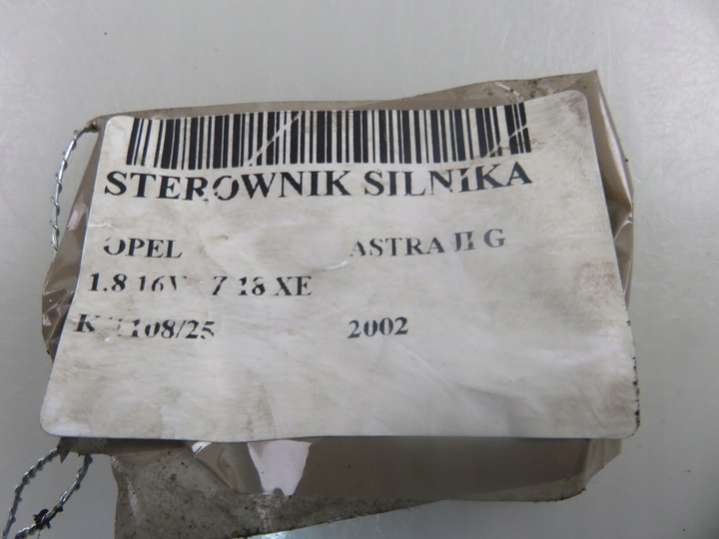 STEROWNIK SILNIKA
OPEL ASTRA II G
1.8 16V 18 XE
108/25 2002